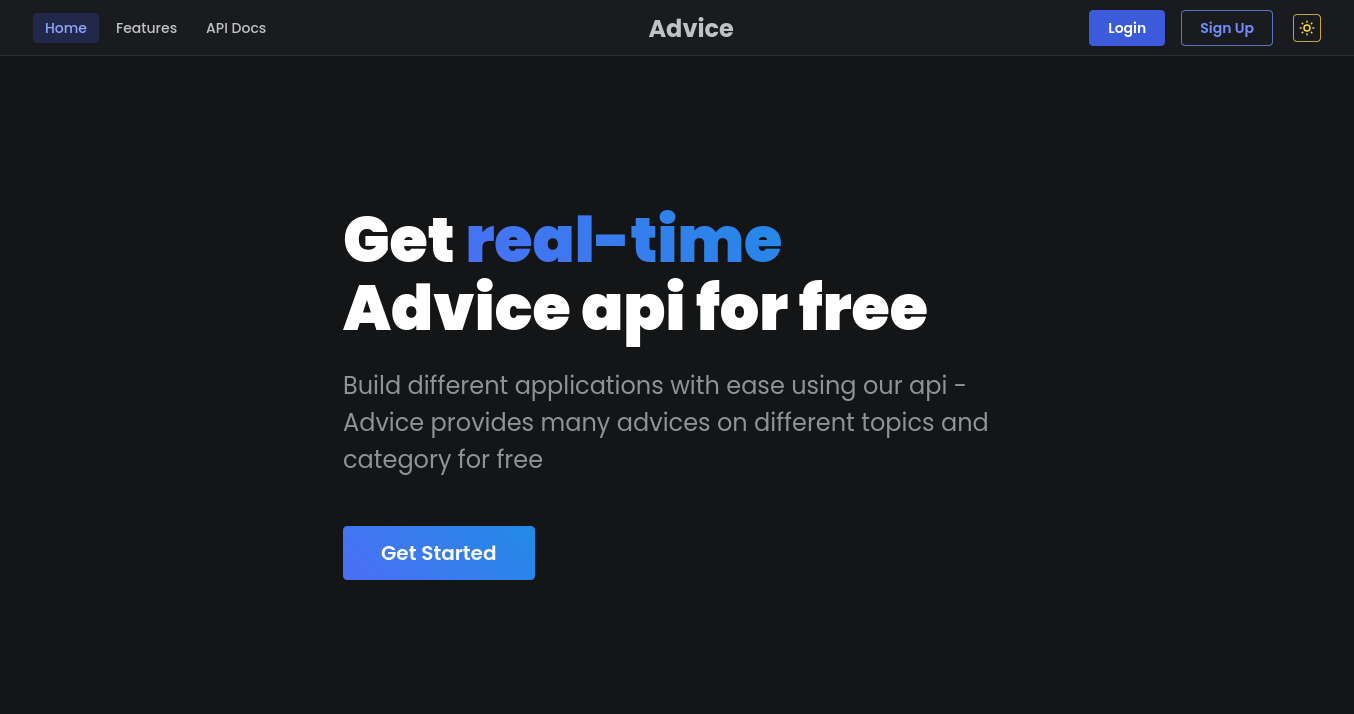 Home Features API Docs Advice Login Sign Up
Get real-time
Advice api for free
Build different applications with ease using our api -
Advice provides many advices on different topics and
category for free
Get Started